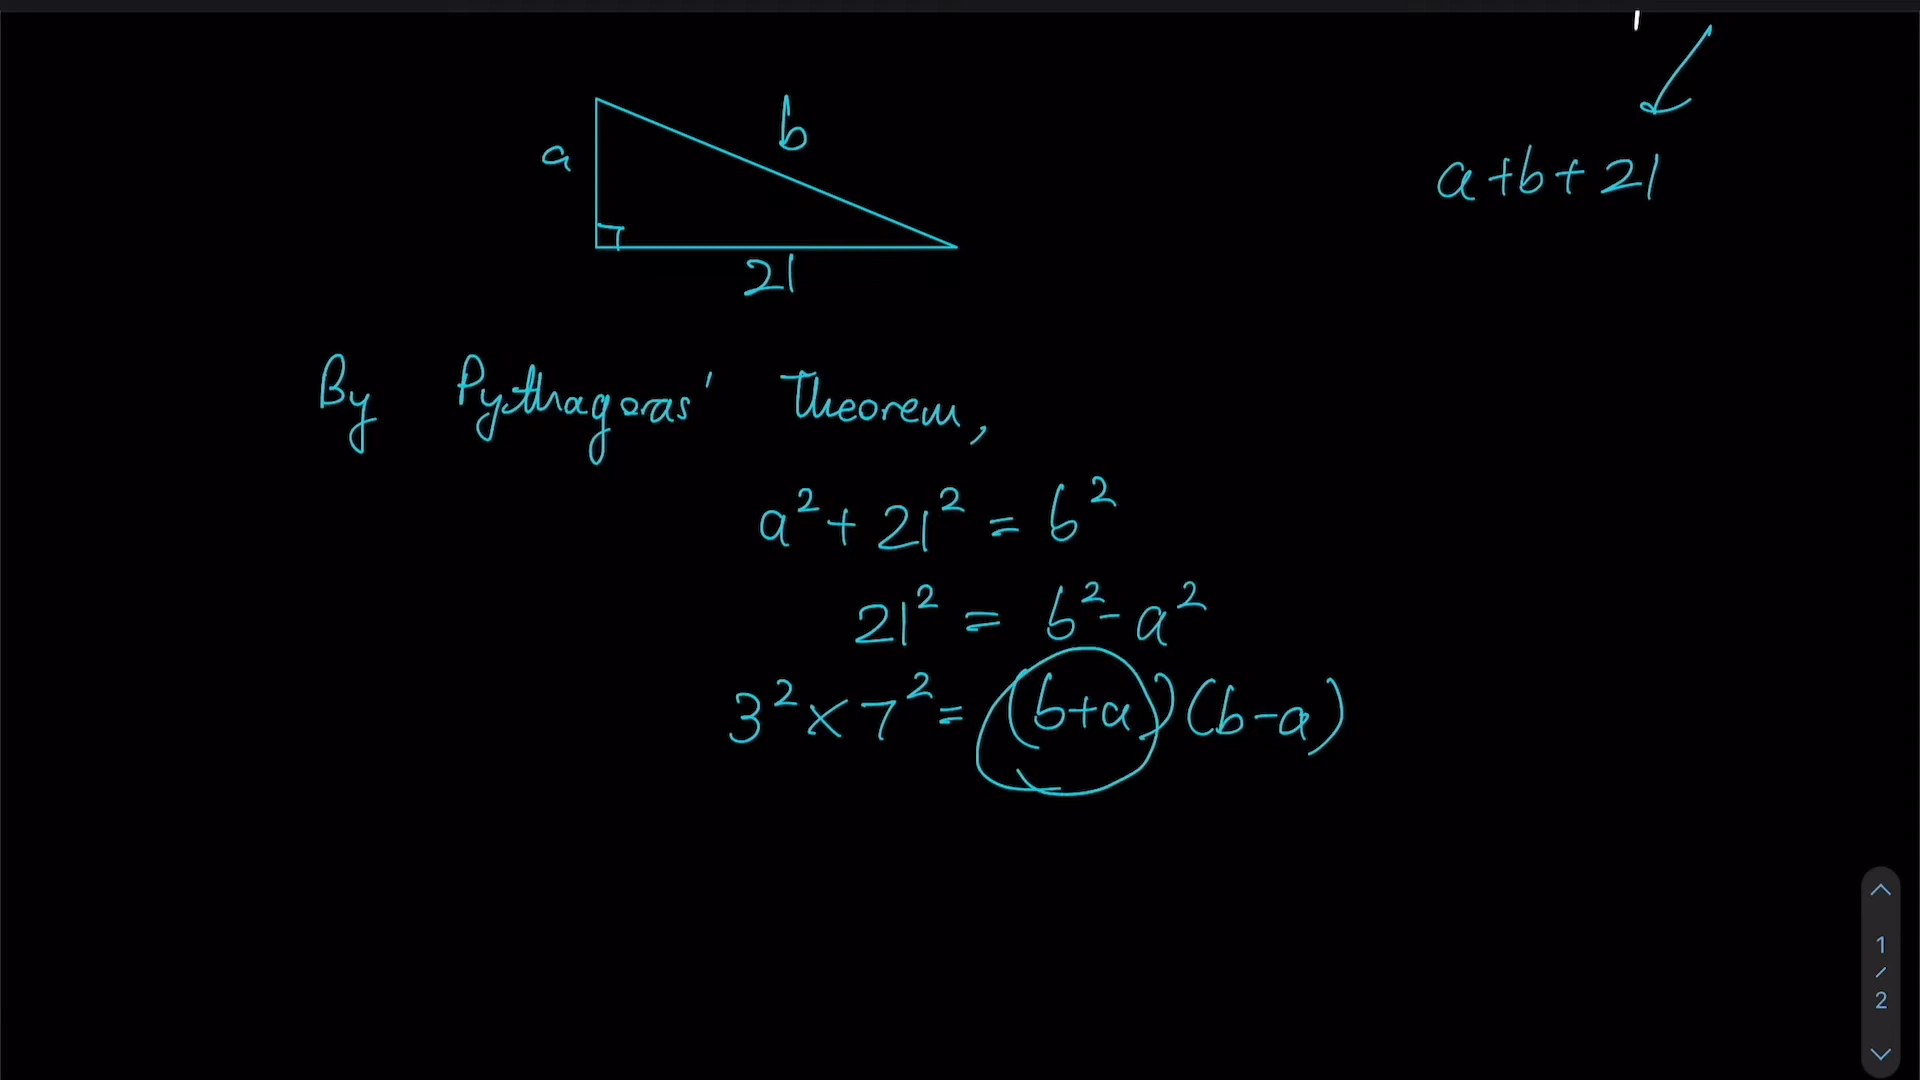 b
a
a+b+21
21
By Pythagoras' Theorem,
a²+21²=b²
21²=b²-a²
3²×7²=(b+a)(b-a)
1
/
2